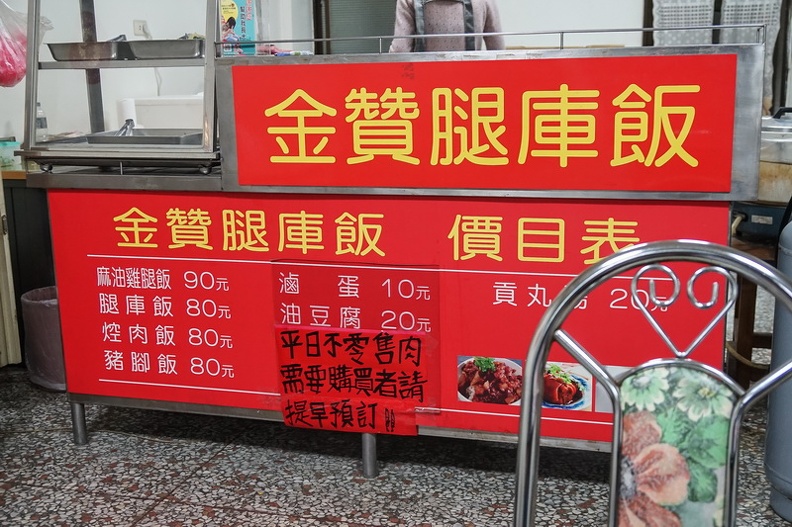 金贊腿庫飯
金贊腿庫飯 價目表
麻油雞腿飯 90元
腿庫飯 80元
焢肉飯 80元
豬腳飯 80元
滷蛋 10元
油豆腐 20元
平日不零售肉
需要購買者請
提早預訂!!
貢丸湯 20元